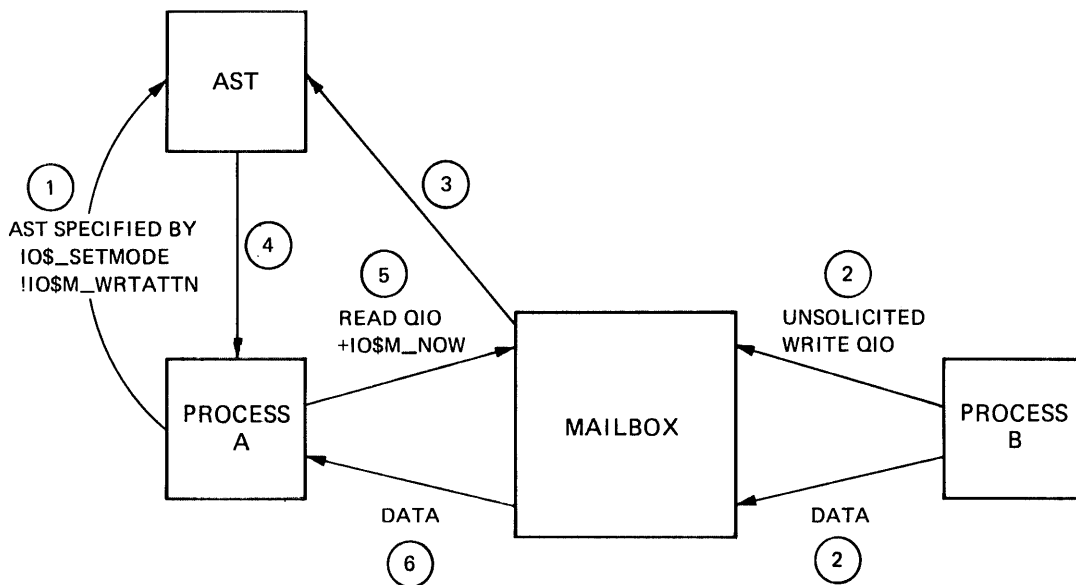 AST
1
AST SPECIFIED BY
IO$_SETMODE
!IO$M_WRTATTN
3
4
5
READ QIO
+IO$M_NOW
2
UNSOLICITED
WRITE QIO
PROCESS
A
MAILBOX
PROCESS
B
DATA
6
DATA
2